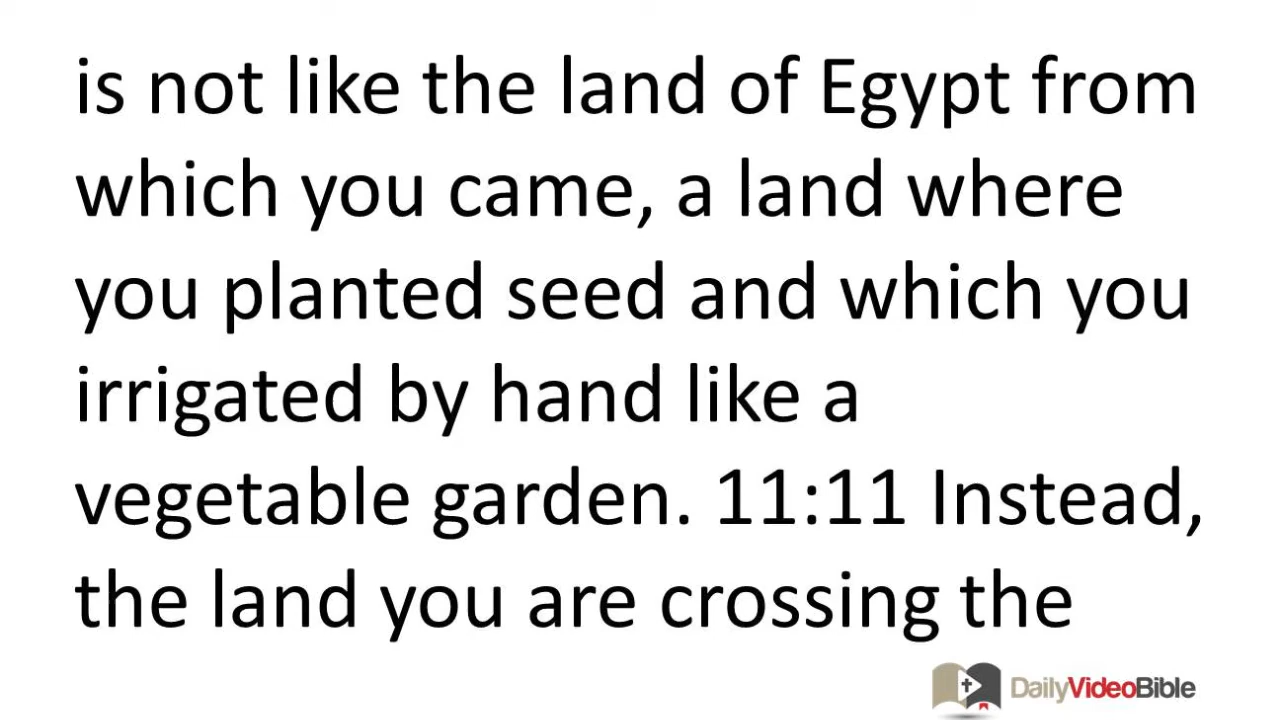 is not like the land of Egypt from
which you came, a land where
you planted seed and which you
irrigated by hand like a
vegetable garden. 11:11 Instead,
the land you are crossing the
DailyVideoBible